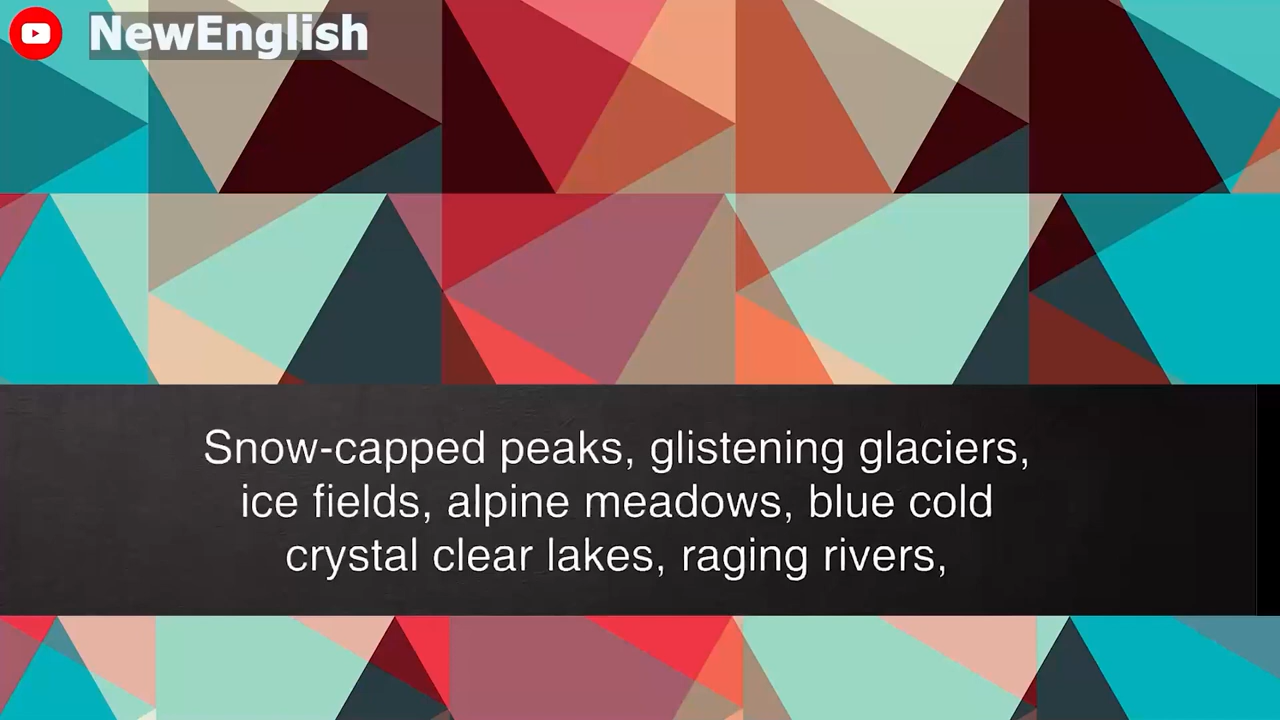 NewEnglish
Snow-capped peaks, glistening glaciers,
ice fields, alpine meadows, blue cold
crystal clear lakes, raging rivers,